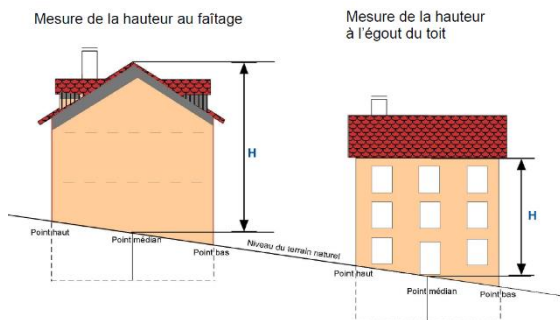 Mesure de la hauteur au faîtage
Mesure de la hauteur
à l'égout du toit
H
H
Point haut
Point médian
Point bas
Niveau du terrain naturel
Point haut
Point médian
Point bas